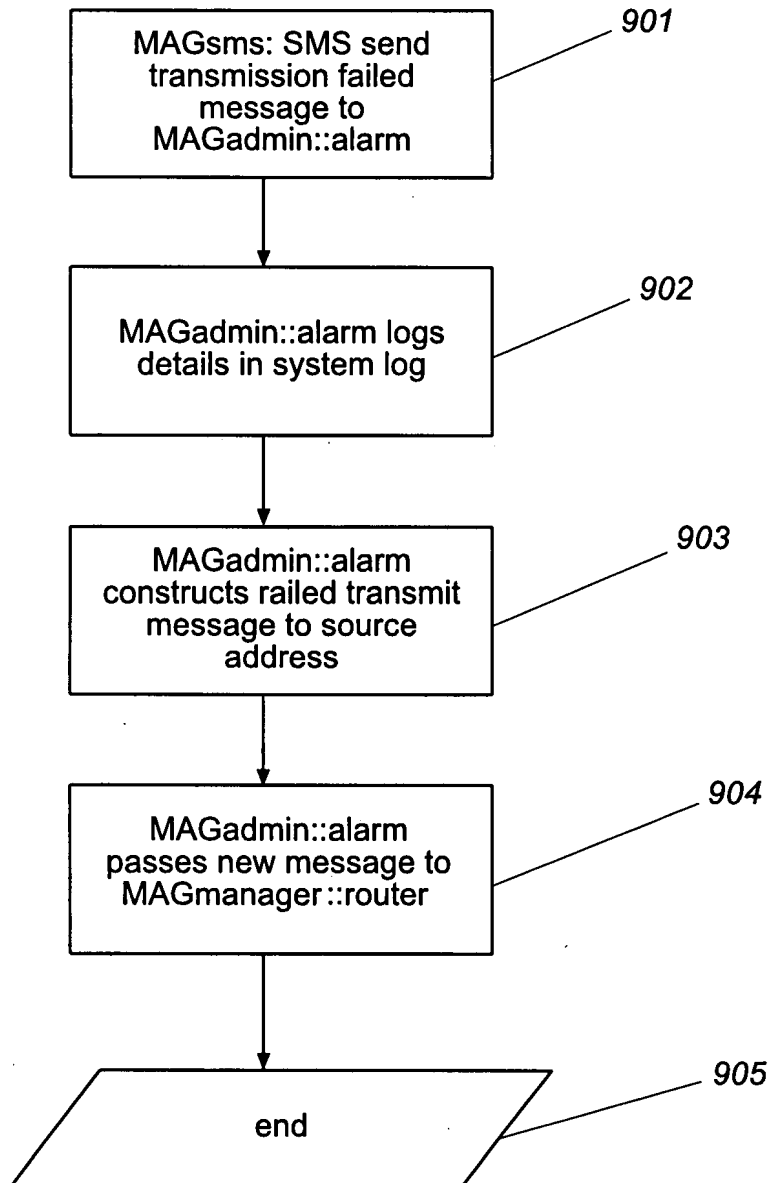 MAGsms: SMS send
transmission failed
message to
MAGadmin::alarm
901
MAGadmin::alarm logs
details in system log
902
MAGadmin::alarm
constructs railed transmit
message to source
address
903
MAGadmin::alarm
passes new message to
MAGmanager::router
904
end
905